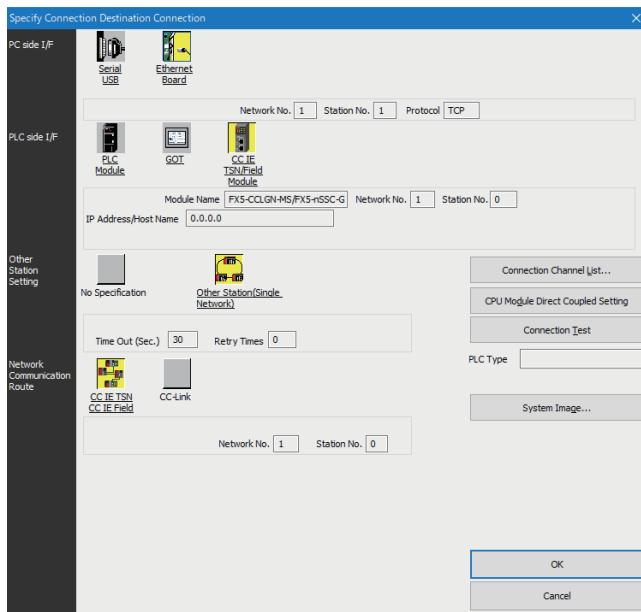 Specify Connection Destination Connection
PC side I/F
Serial
USB
Ethernet
Board
Network No. 1 Station No. 1 Protocol TCP
PLC side I/F
PLC
Module
GOT
CC IE
TSN/Field
Module
Module Name FX5-CCLGN-MS/FX5-nSSC-G Network No. 1 Station No. 0
IP Address/Host Name 0.0.0.0
Other
Station
Setting
No Specification
Other Station(Single
Network)
Connection Channel List...
CPU Module Direct Coupled Setting
Time Out (Sec.) 30 Retry Times 0
Connection Test
PLC Type
Network
Communication
Route
CC IE TSN
CC IE Field
CC-Link
System Image...
Network No. 1 Station No. 0
OK
Cancel